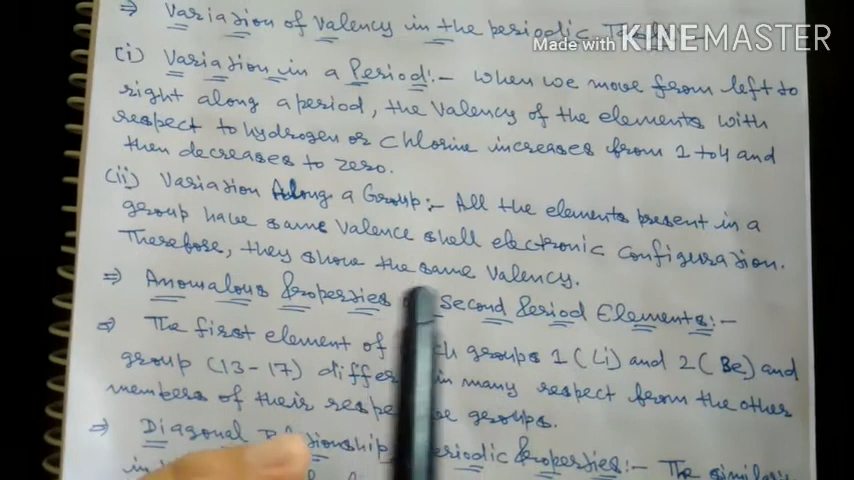 ⇒ Variation of Valency in the periodic
Made with KINEMASTER
(i) Variation in a Period:- When we move from left to
right along a period, the Valency of the elements with
respect to hydrogen or Chlorine increases from 1 to 4 and
then decreases to zero.
(ii) Variation Along a Group:- All the elements present in a
group have same Valence shell electronic configuration.
Therefore, they show the same Valency.
⇒ Anomalous Properties Second Period Elements:-
⇒ The first element of groups 1 (Li) and 2 (Be) and
group (13-17) differ in many respect from the other
members of their groups.
⇒ Diagonal Properties:- The